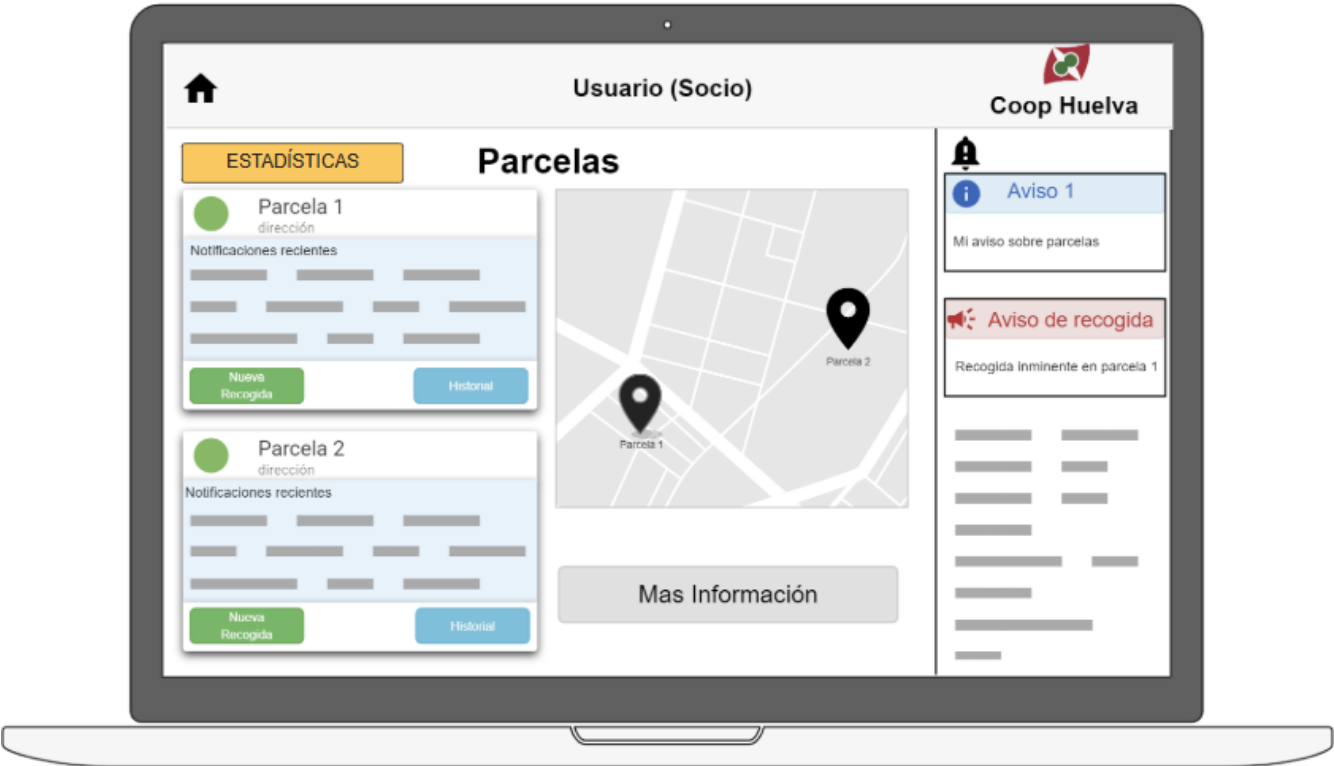 Usuario (Socio)
Coop Huelva
ESTADÍSTICAS
Parcelas
Parcela 1
dirección
Notificaciones recientes
Nueva
Recogida
Historial
Parcela 2
dirección
Notificaciones recientes
Nueva
Recogida
Historial
Parcela 2
Parcela 1
Mas Información
Aviso 1
Mi aviso sobre parcelas
Aviso de recogida
Recogida inminente en parcela 1